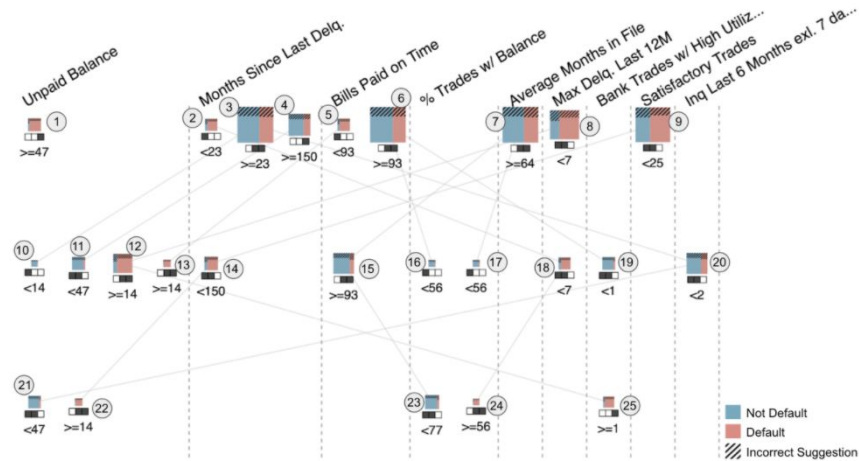 Unpaid Balance
Months Since Last Delq.
Bills Paid on Time
% Trades w/ Balance
Average Months in File
Max Delq. Last 12M
Bank Trades w/ High Utiliz...
Satisfactory Trades
Inq Last 6 Months exl. 7 da...
1 2 3 4 5 6 7 8 9
>=47 <23 >=23 >=150 <93 >=93 >=64 <7 <25
10 11 12 13 14 15 16 17 18 19 20
<14 <47 >=14 >=14 <150 >=93 <56 <56 <7 <1 <2
21 22 23 24 25
<47 >=14 <77 >=56 >=1
Not Default
Default
Incorrect Suggestion